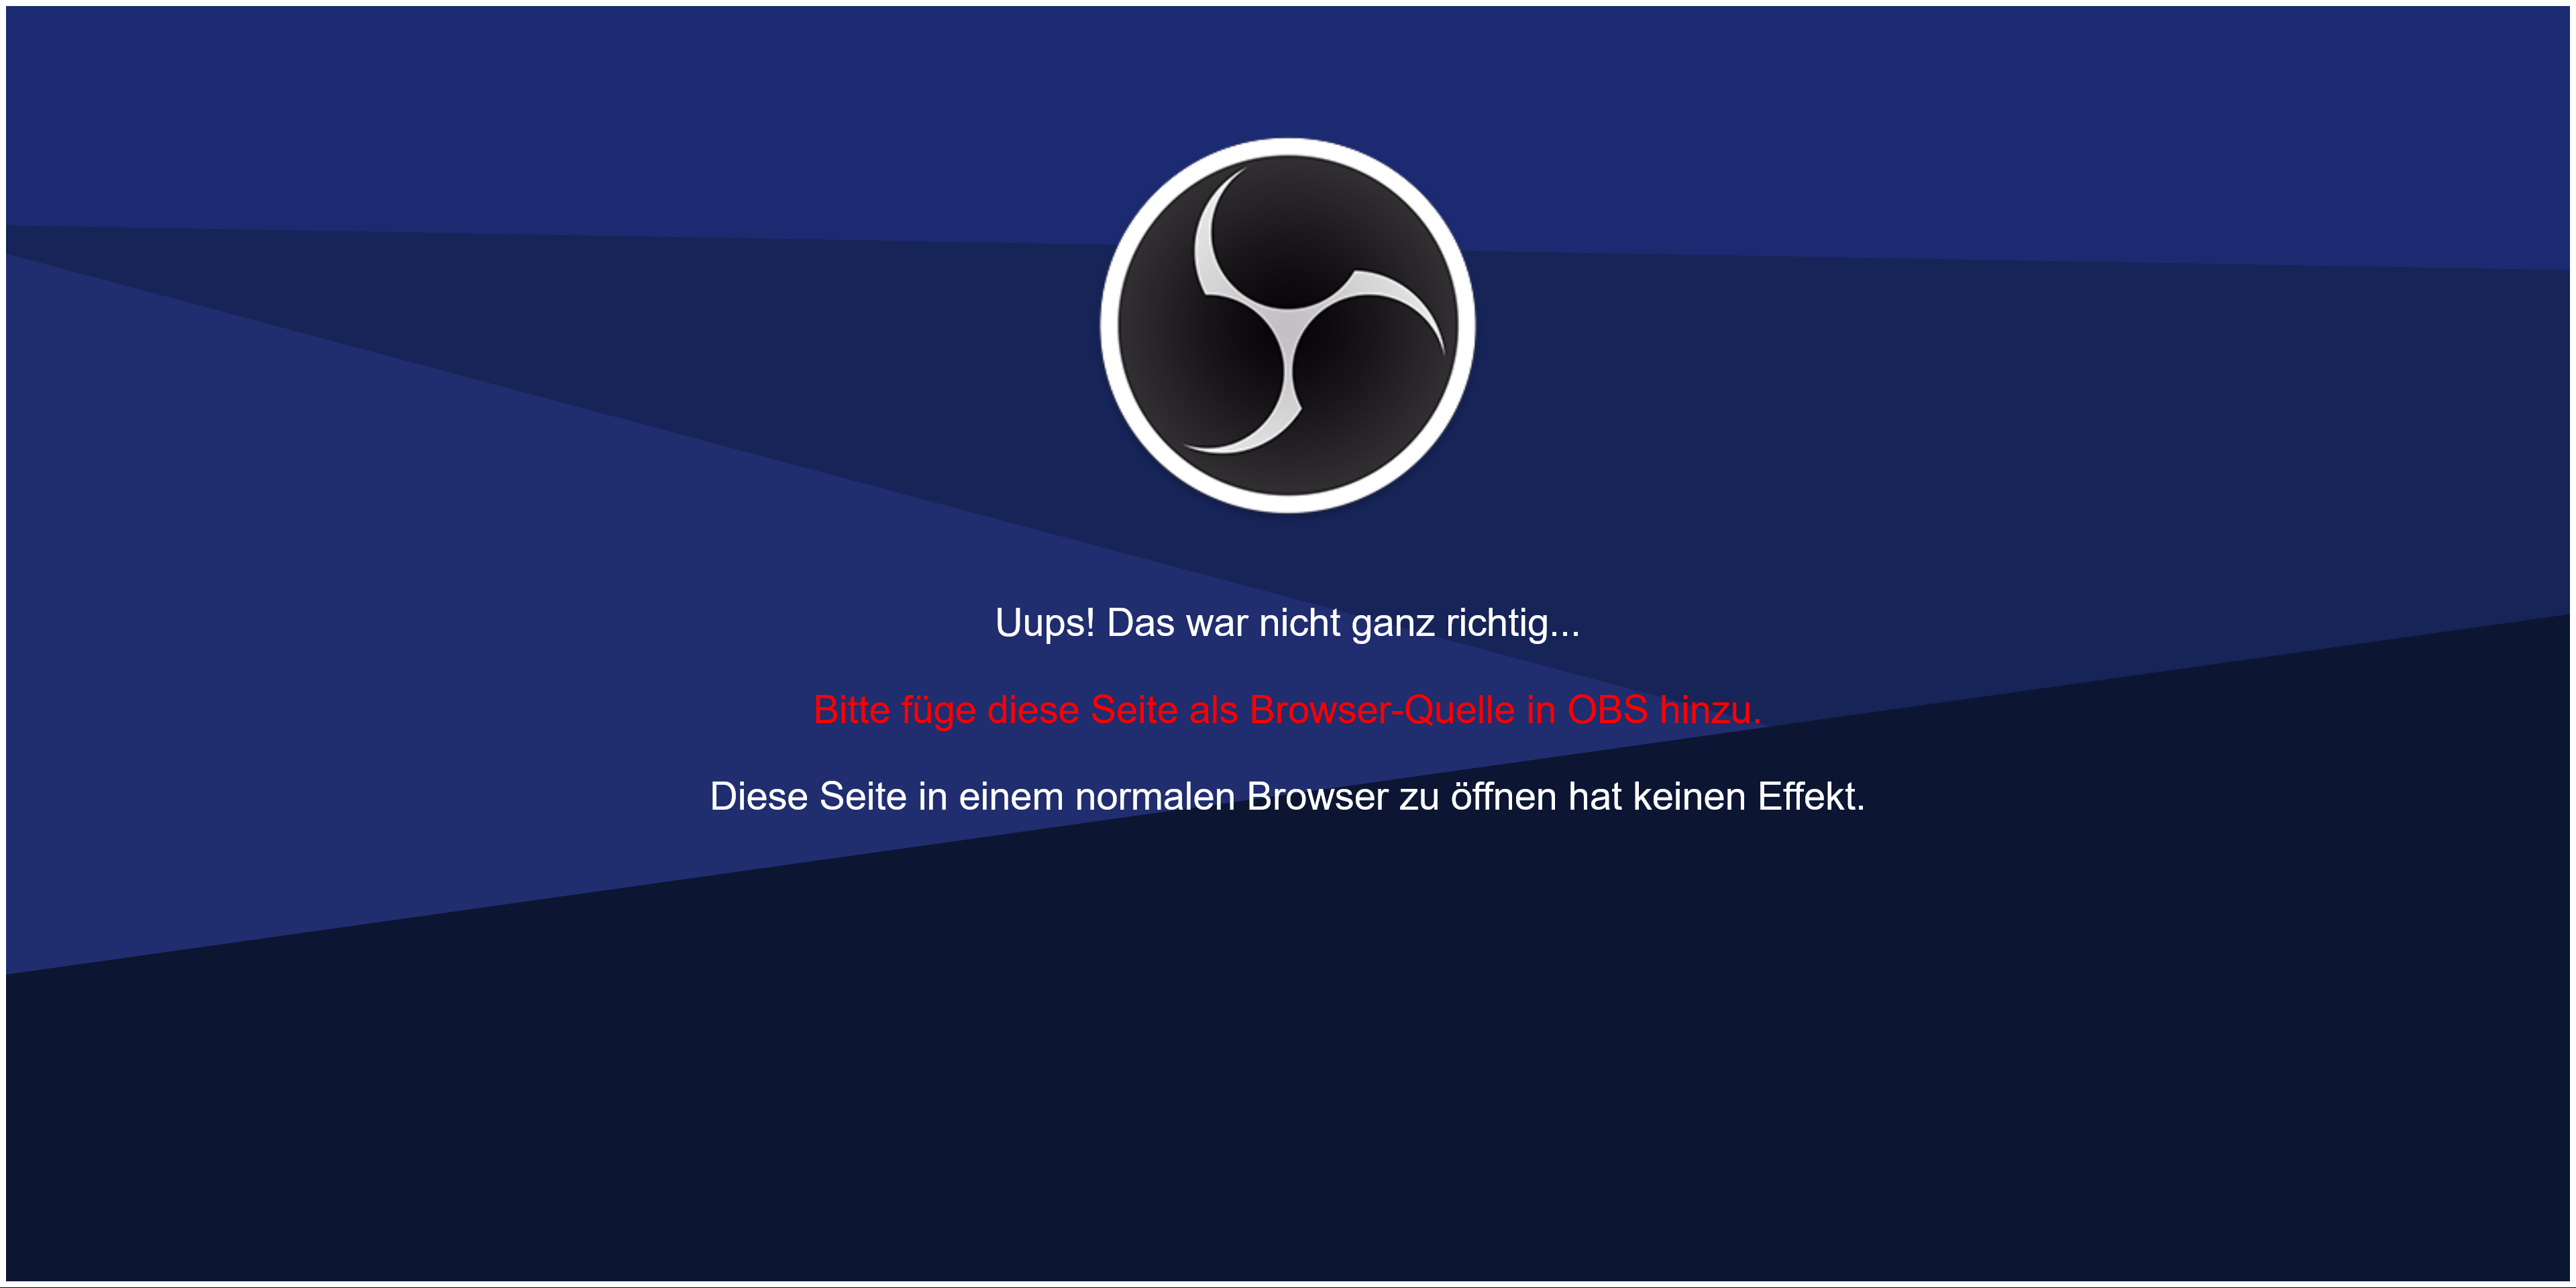 Uups! Das war nicht ganz richtig...
Bitte füge diese Seite als Browser-Quelle in OBS hinzu.
Diese Seite in einem normalen Browser zu öffnen hat keinen Effekt.